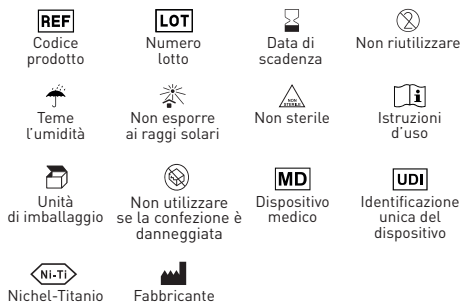 REF
Codice
prodotto
LOT
Numero
lotto
Data di
scadenza
2
Non riutilizzare
Teme
l'umidità
Non esporre
ai raggi solari
NON
STERILE
Non sterile
i
Istruzioni
d'uso
Unità
di imballaggio
Non utilizzare
se la confezione è
danneggiata
MD
Dispositivo
medico
UDI
Identificazione
unica del
dispositivo
Ni-Ti
Nichel-Titanio
Fabbricante